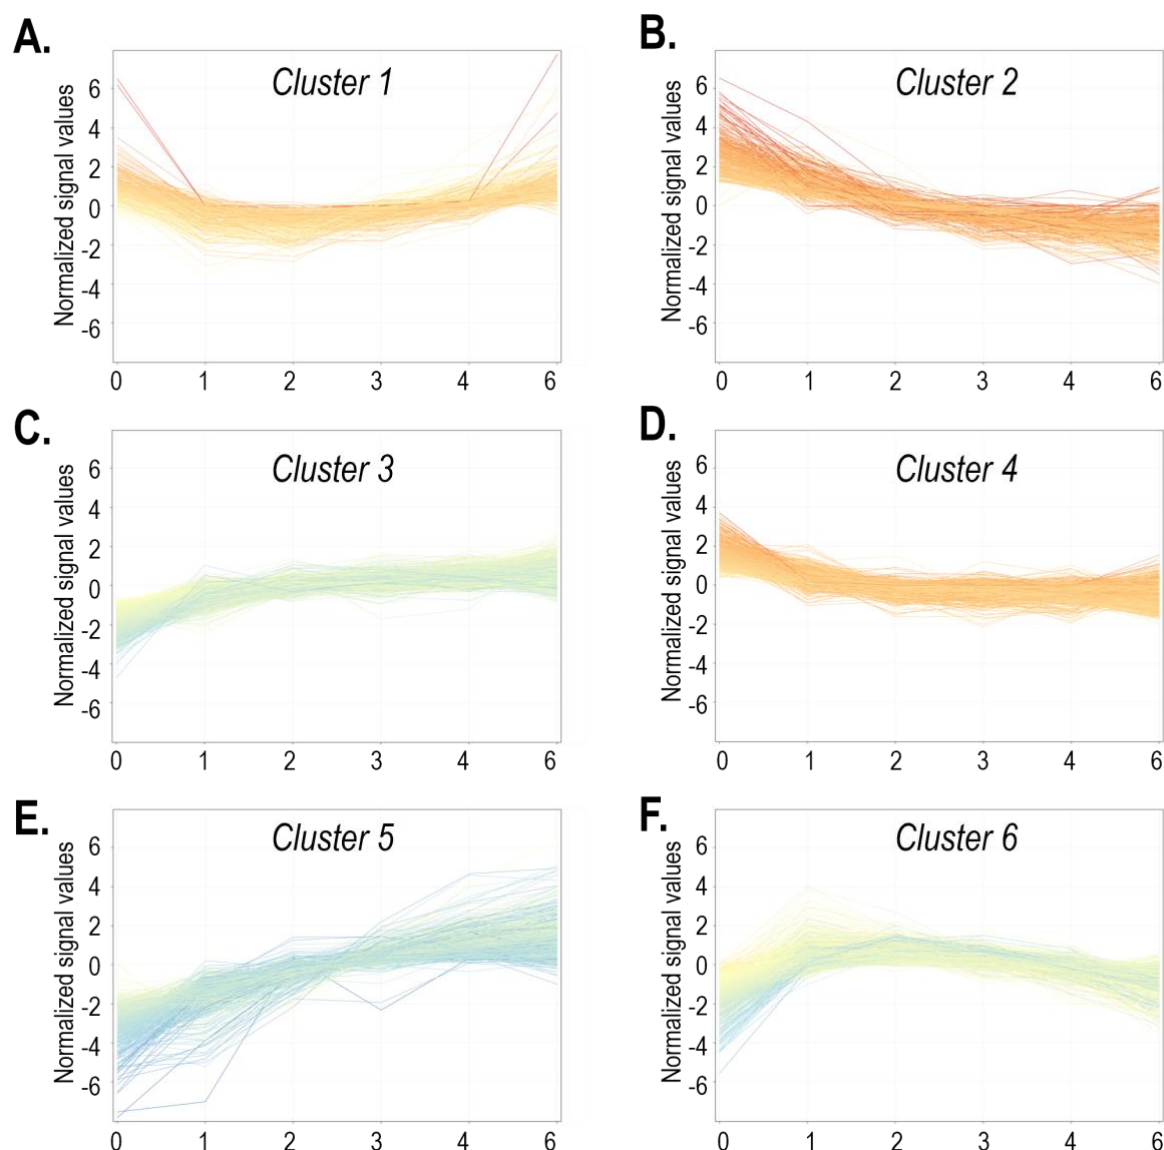 A.
Cluster 1
Normalized signal values
6
4
2
0
-2
-4
-6
0 1 2 3 4 6
B.
Cluster 2
Normalized signal values
6
4
2
0
-2
-4
-6
0 1 2 3 4 6
C.
Cluster 3
Normalized signal values
6
4
2
0
-2
-4
-6
0 1 2 3 4 6
D.
Cluster 4
Normalized signal values
6
4
2
0
-2
-4
-6
0 1 2 3 4 6
E.
Cluster 5
Normalized signal values
6
4
2
0
-2
-4
-6
0 1 2 3 4 6
F.
Cluster 6
Normalized signal values
6
4
2
0
-2
-4
-6
0 1 2 3 4 6